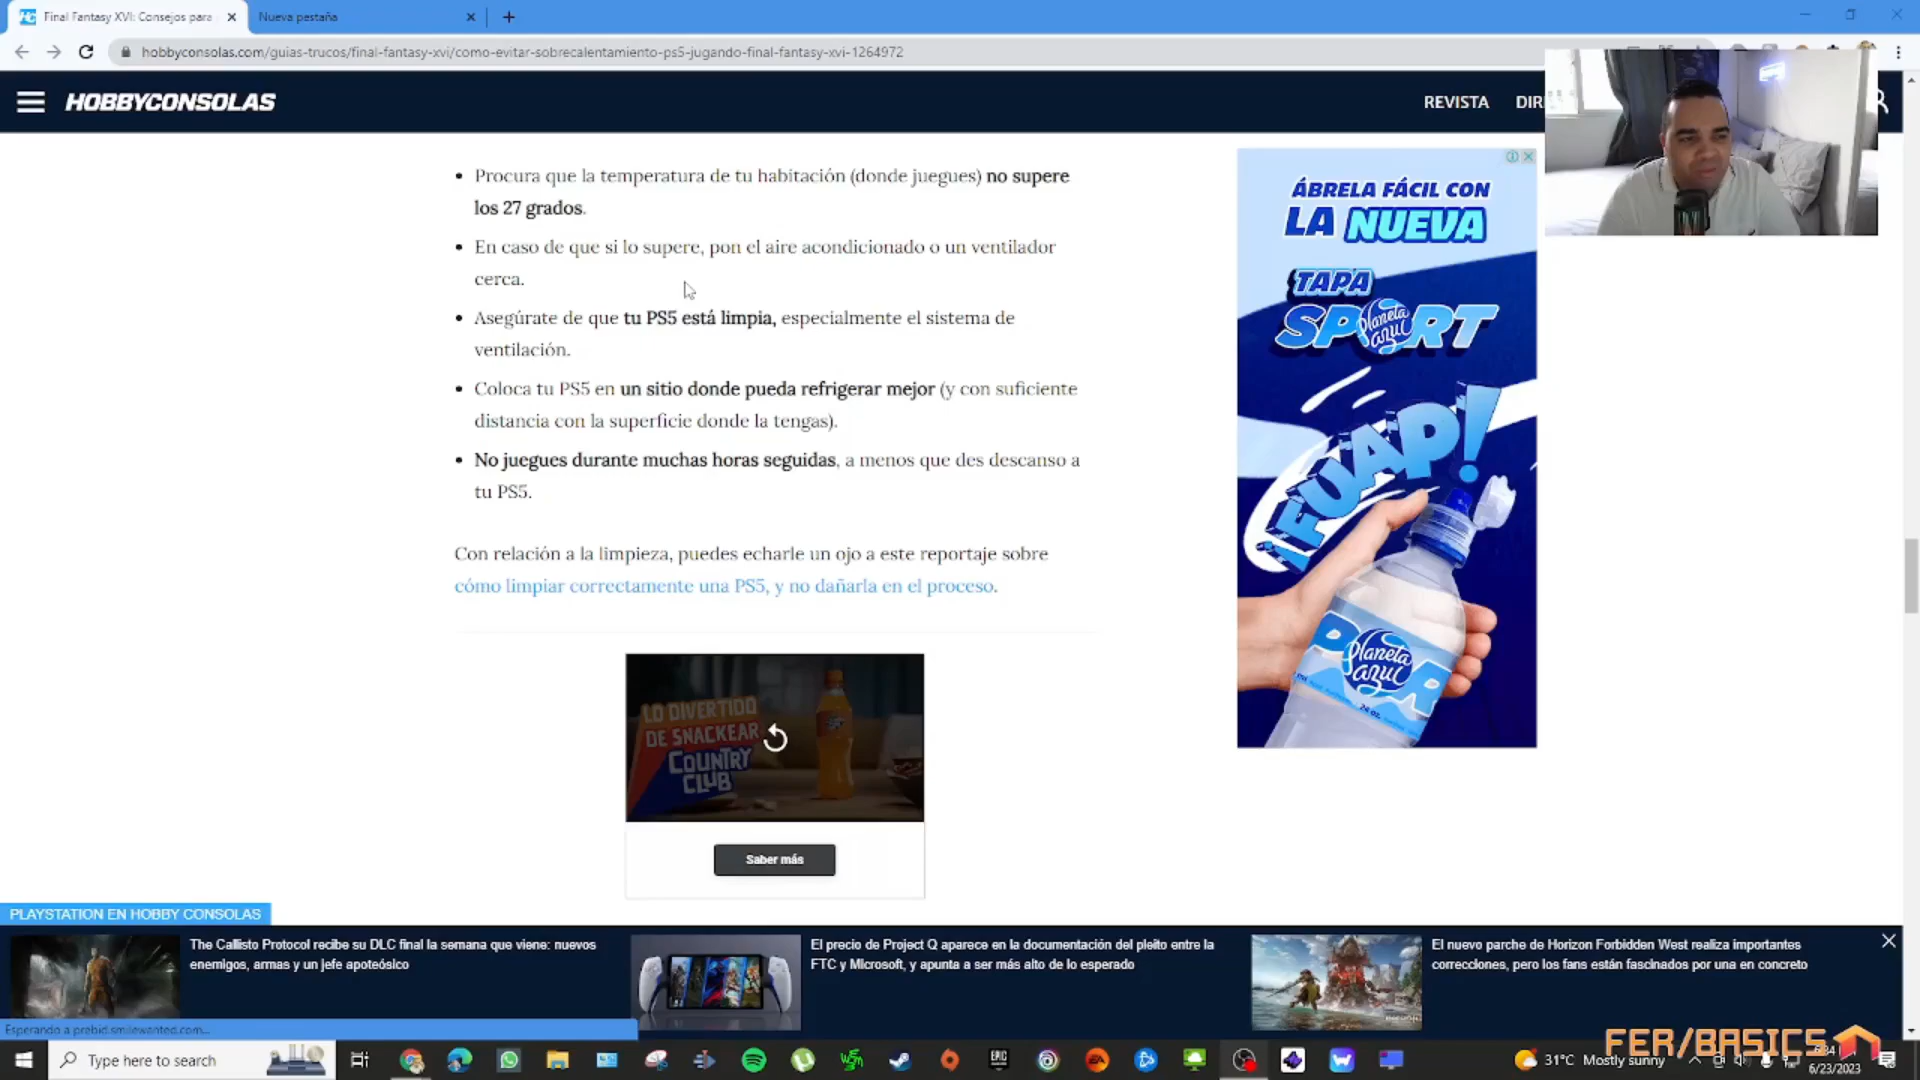 Final Fantasy XVI: Consejos para
Nueva pestaña
hobbyconsolas.com/guias-trucos/final-fantasy-xvi/como-evitar-sobrecalentamiento-ps5-jugando-final-fantasy-xvi-1264972
HOBBYCONSOLAS
REVISTA
Procura que la temperatura de tu habitación (donde juegues) no supere
los 27 grados.
En caso de que si lo supere, pon el aire acondicionado o un ventilador
cerca.
Asegúrate de que tu PS5 está limpia, especialmente el sistema de
ventilación.
Coloca tu PS5 en un sitio donde pueda refrigerar mejor (y con suficiente
distancia con la superficie donde la tengas).
No juegues durante muchas horas seguidas, a menos que des descanso a
tu PS5.
Con relación a la limpieza, puedes echarle un ojo a este reportaje sobre
cómo limpiar correctamente una PS5, y no dañarla en el proceso.
ÁBRELA FÁCIL CON
LA NUEVA
TAPA
SPORT
Planeta
azul
¡FUAP!
Planeta
azul
24 oz.
LO DIVERTIDO
DE SNACKEAR
COUNTRY
CLUB
Saber más
PLAYSTATION EN HOBBY CONSOLAS
The Callisto Protocol recibe su DLC final la semana que viene: nuevos
enemigos, armas y un jefe apoteósico
El precio de Project Q aparece en la documentación del pleito entre la
FTC y Microsoft, y apunta a ser más alto de lo esperado
El nuevo parche de Horizon Forbidden West realiza importantes
correcciones, pero los fans están fascinados por una en concreto
Esperando a prebid.smilewanted.com...
FER/BASICS
Type here to search
EPIC
EA
31°C Mostly sunny
6/23/2023